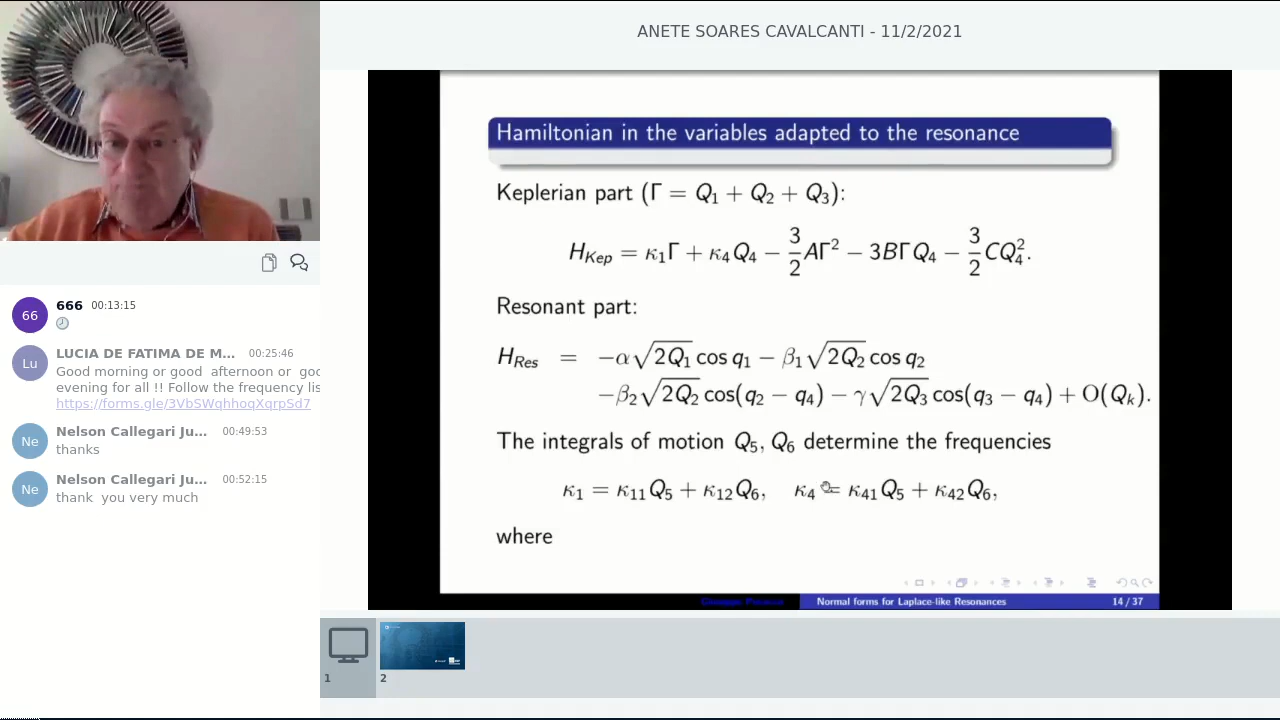 ANETE SOARES CAVALCANTI - 11/2/2021
Hamiltonian in the variables adapted to the resonance
Keplerian part (Γ = Q₁ + Q₂ + Q₃):
H_Kep = κ₁Γ + κ₄Q₄ − 3/2 AΓ² − 3BΓQ₄ − 3/2 CQ₄².
Resonant part:
H_Res = −α√(2Q₁) cos q₁ − β₁√(2Q₂) cos q₂
−β₂√(2Q₂) cos(q₂ − q₄) − γ√(2Q₃) cos(q₃ − q₄) + O(Q_k).
The integrals of motion Q₅, Q₆ determine the frequencies
κ₁ = κ₁₁Q₅ + κ₁₂Q₆, κ₄ = κ₄₁Q₅ + κ₄₂Q₆,
where
Normal forms for Laplace-like Resonances 14 / 37
66 666 00:13:15
Lu LUCIA DE FATIMA DE M... 00:25:46
Good morning or good afternoon or goo
evening for all !! Follow the frequency lis
https://forms.gle/3VbSWqhhoqXqrpSd7
Ne Nelson Callegari Ju... 00:49:53
thanks
Ne Nelson Callegari Ju... 00:52:15
thank you very much
1
2